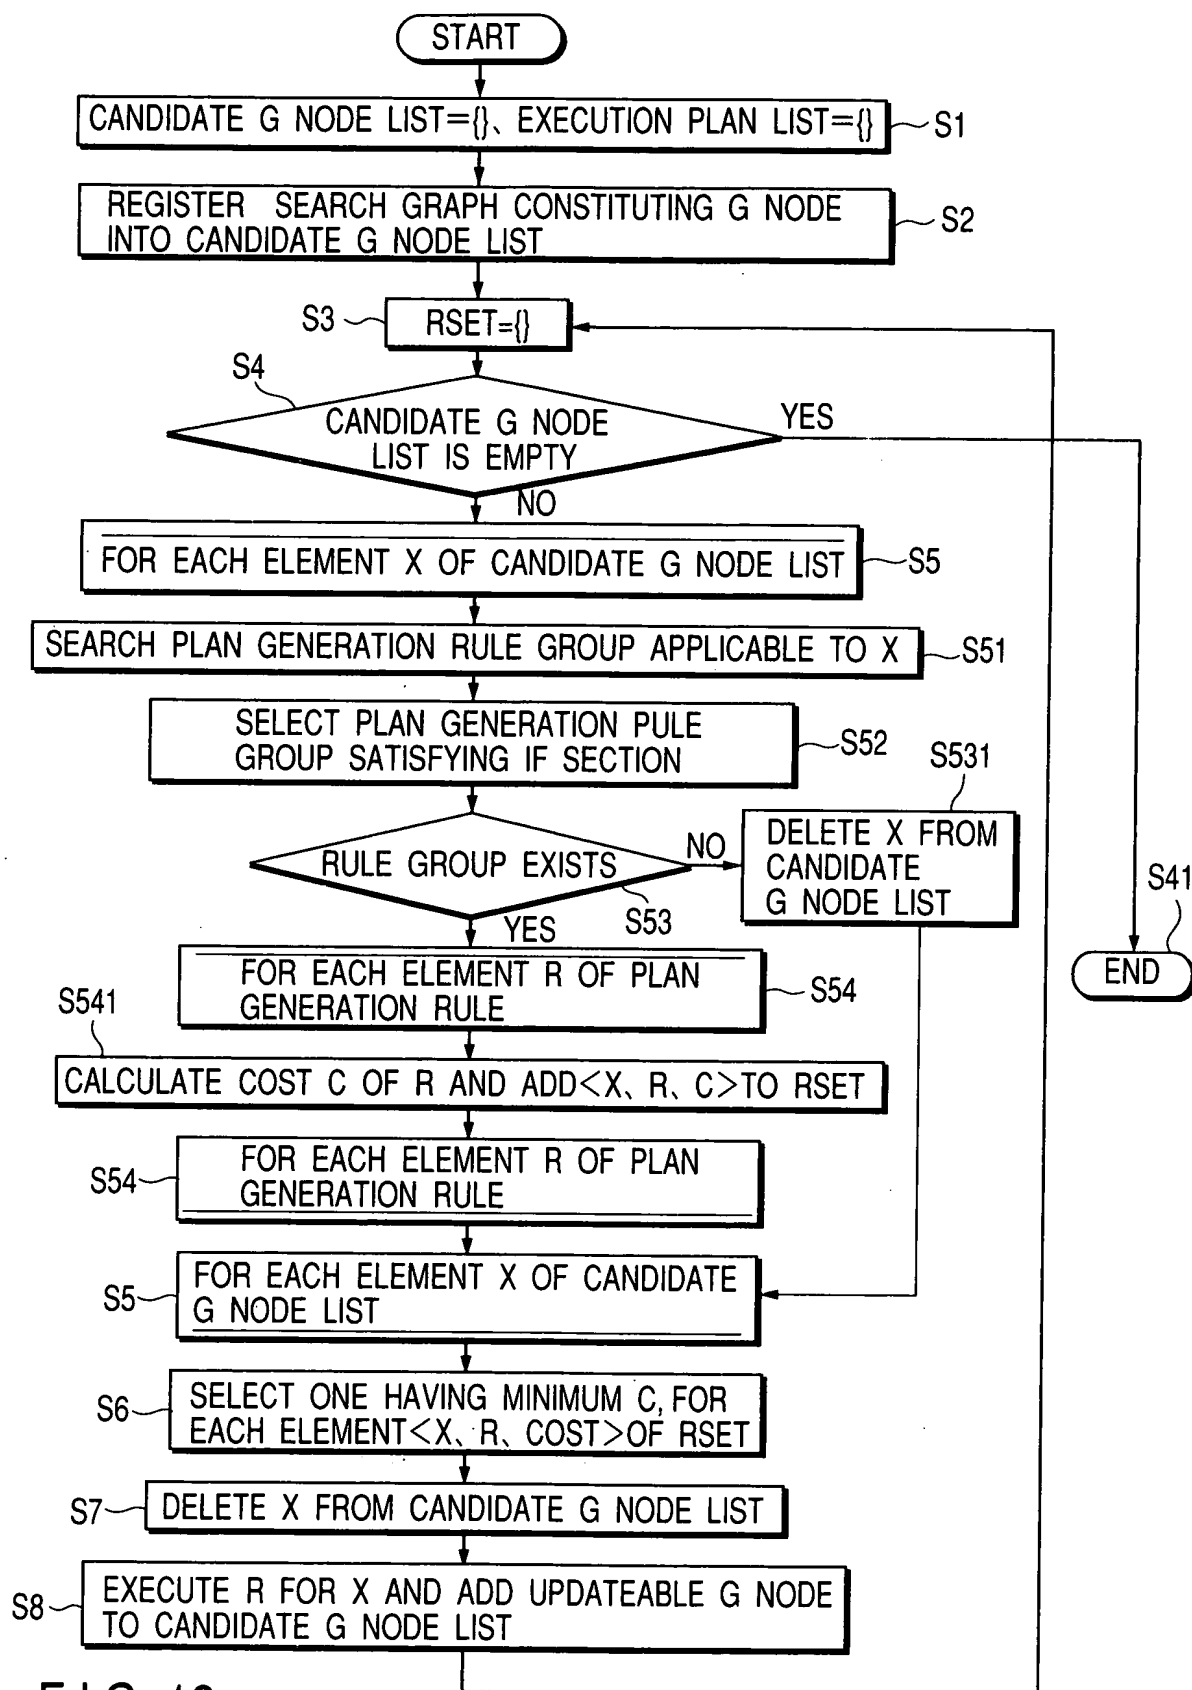 START
CANDIDATE G NODE LIST={}、EXECUTION PLAN LIST={}
S1
REGISTER SEARCH GRAPH CONSTITUTING G NODE
INTO CANDIDATE G NODE LIST
S2
S3
RSET={}
S4
CANDIDATE G NODE
LIST IS EMPTY
YES
NO
FOR EACH ELEMENT X OF CANDIDATE G NODE LIST
S5
SEARCH PLAN GENERATION RULE GROUP APPLICABLE TO X
S51
SELECT PLAN GENERATION PULE
GROUP SATISFYING IF SECTION
S52
S531
RULE GROUP EXISTS
NO
S53
YES
DELETE X FROM
CANDIDATE
G NODE LIST
S41
END
FOR EACH ELEMENT R OF PLAN
GENERATION RULE
S54
S541
CALCULATE COST C OF R AND ADD<X、R、C>TO RSET
S54
FOR EACH ELEMENT R OF PLAN
GENERATION RULE
S5
FOR EACH ELEMENT X OF CANDIDATE
G NODE LIST
S6
SELECT ONE HAVING MINIMUM C, FOR
EACH ELEMENT<X、R、COST>OF RSET
S7
DELETE X FROM CANDIDATE G NODE LIST
S8
EXECUTE R FOR X AND ADD UPDATEABLE G NODE
TO CANDIDATE G NODE LIST